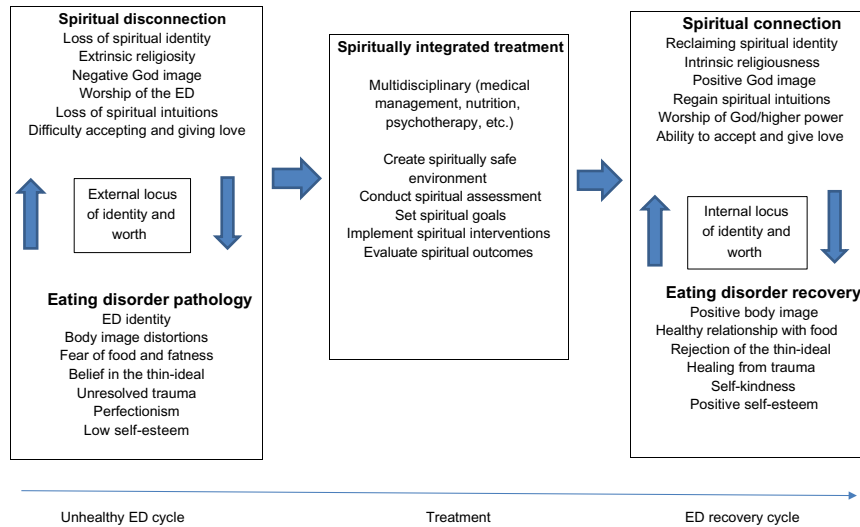 Spiritual disconnection
Loss of spiritual identity
Extrinsic religiosity
Negative God image
Worship of the ED
Loss of spiritual intuitions
Difficulty accepting and giving love
External locus
of identity and
worth
Eating disorder pathology
ED identity
Body image distortions
Fear of food and fatness
Belief in the thin-ideal
Unresolved trauma
Perfectionism
Low self-esteem
Spiritually integrated treatment
Multidisciplinary (medical
management, nutrition,
psychotherapy, etc.)
Create spiritually safe
environment
Conduct spiritual assessment
Set spiritual goals
Implement spiritual interventions
Evaluate spiritual outcomes
Spiritual connection
Reclaiming spiritual identity
Intrinsic religiousness
Positive God image
Regain spiritual intuitions
Worship of God/higher power
Ability to accept and give love
Internal locus
of identity and
worth
Eating disorder recovery
Positive body image
Healthy relationship with food
Rejection of the thin-ideal
Healing from trauma
Self-kindness
Positive self-esteem
Unhealthy ED cycle
Treatment
ED recovery cycle